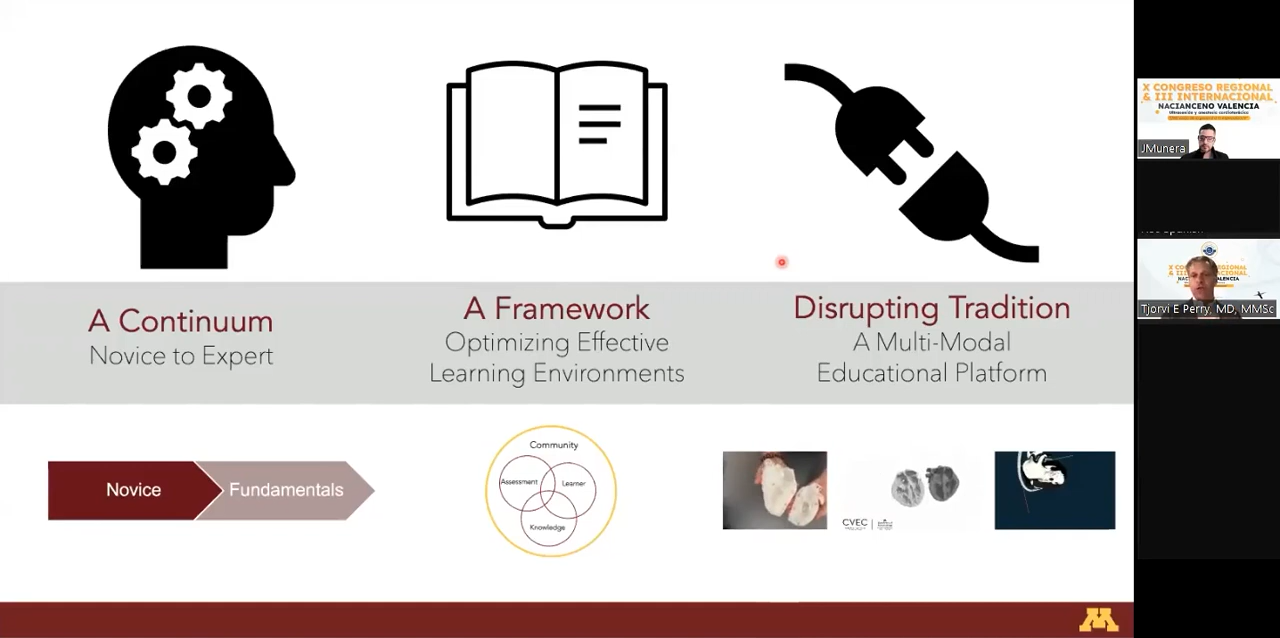 A Continuum
Novice to Expert
A Framework
Optimizing Effective
Learning Environments
Disrupting Tradition
A Multi-Modal
Educational Platform
Novice
Fundamentals
Community
Assessment
Learner
Knowledge
CVEC
X CONGRESO REGIONAL
& III INTERNACIONAL
NACIANCENO VALENCIA
JMunera
Tjorvi E Perry, MD, MMSc